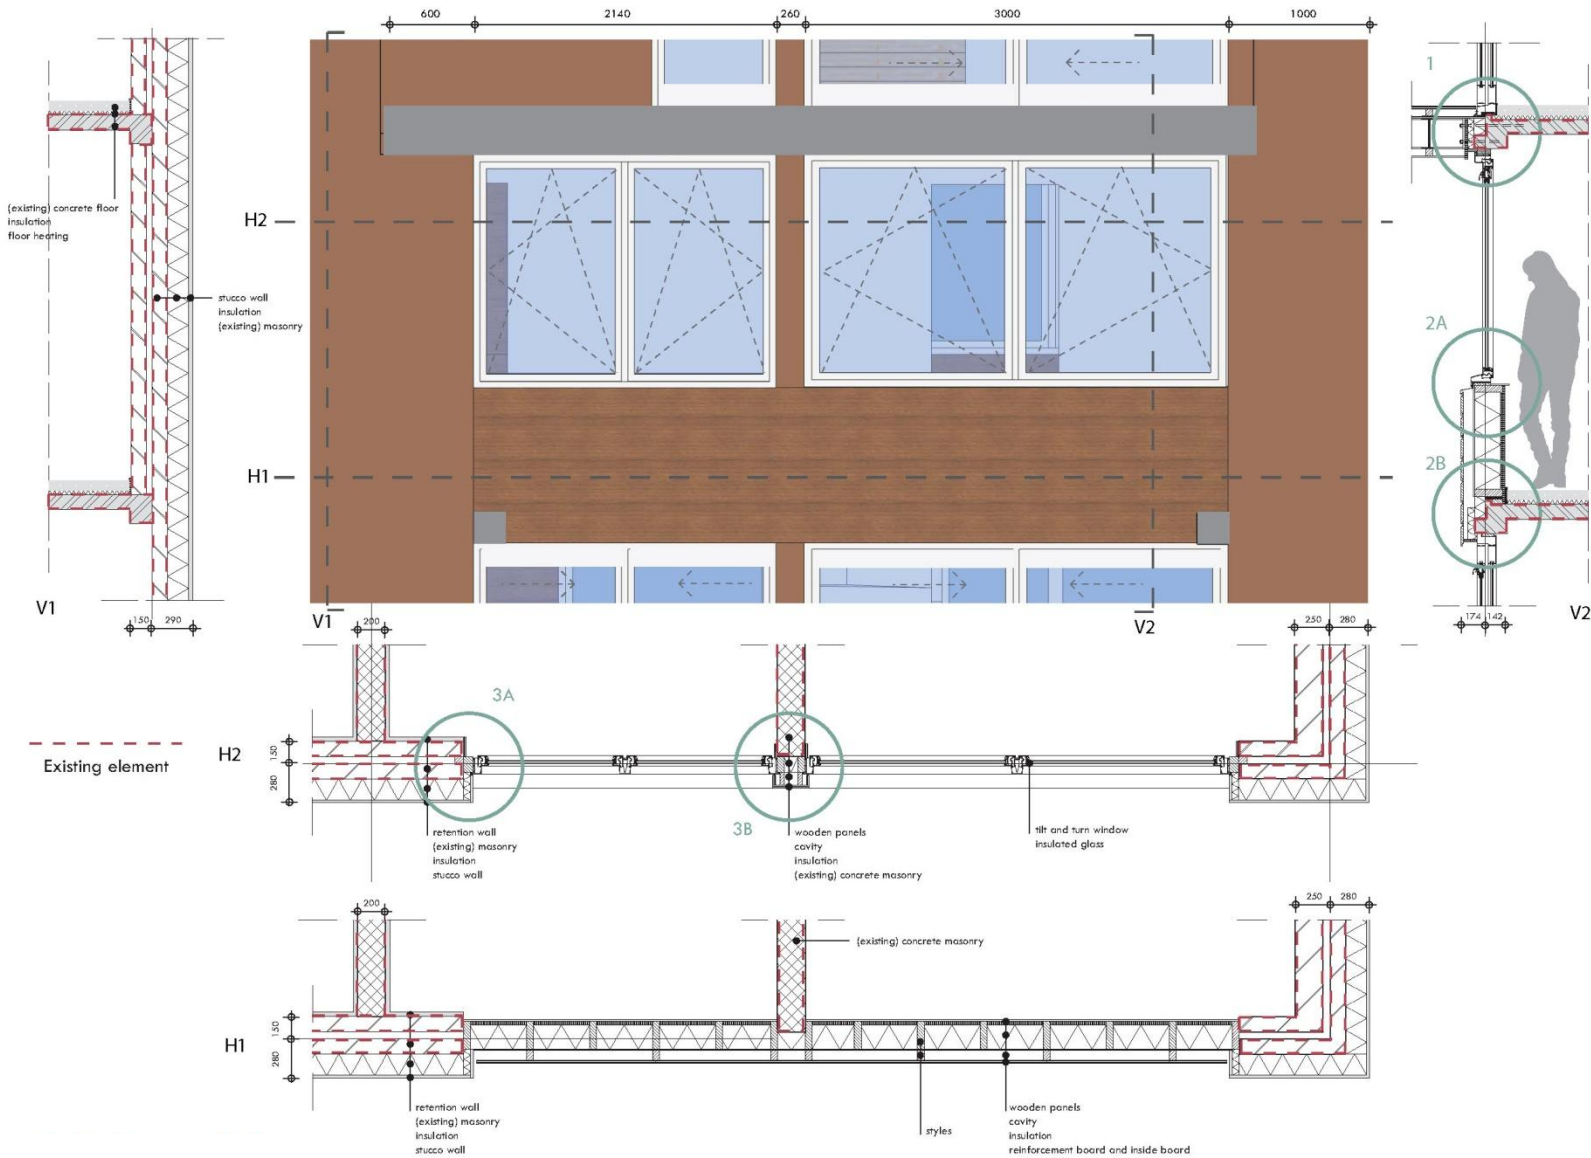 600 2140 260 3000 1000
1
(existing) concrete floor
insulation
floor heating
H2
stucco wall
insulation
(existing) masonry
2A
2B
H1
V1
150 290
V1
V2
174 142
V2
200
250 280
3A
Existing element
H2
150
280
3B
retention wall
(existing) masonry
insulation
stucco wall
wooden panels
cavity
insulation
(existing) concrete masonry
tilt and turn window
insulated glass
200
250 280
(existing) concrete masonry
H1
150
280
retention wall
(existing) masonry
insulation
stucco wall
styles
wooden panels
cavity
insulation
reinforcement board and inside board